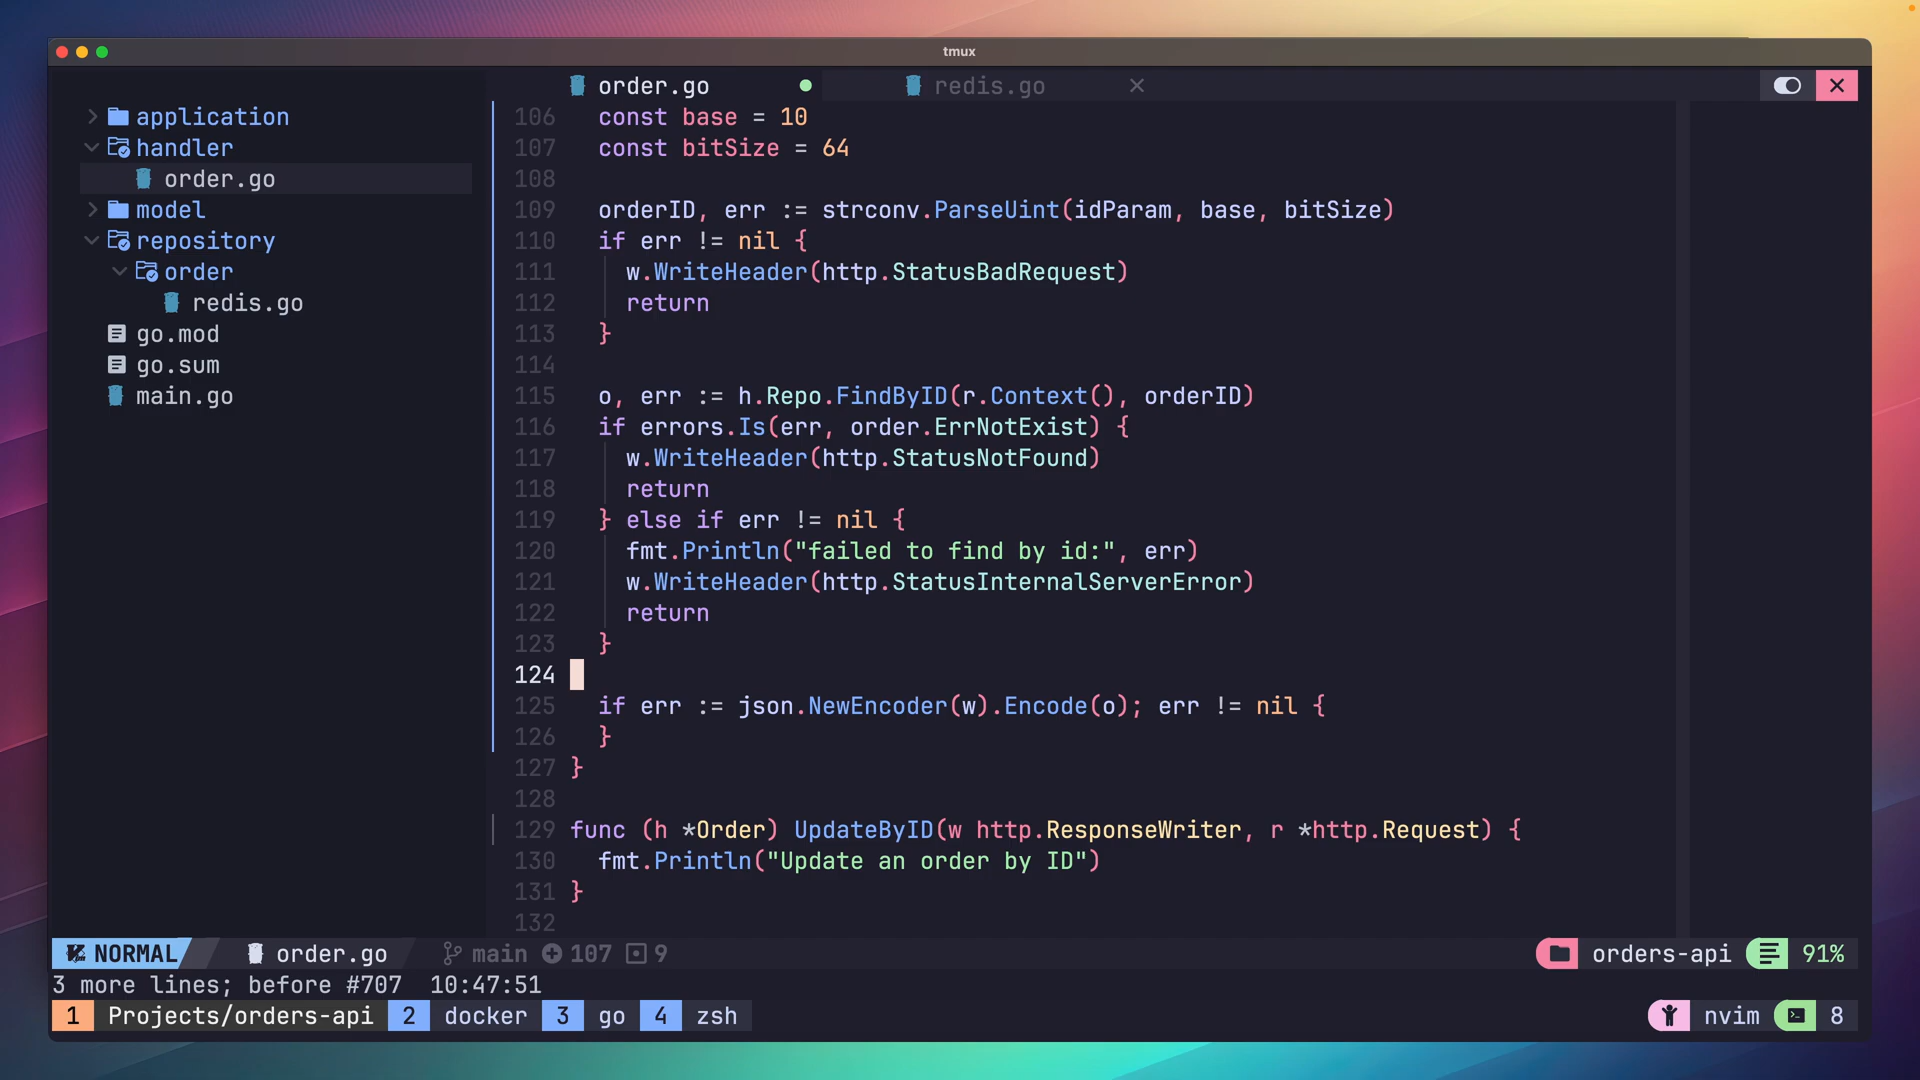 tmux
order.go
redis.go
application
handler
order.go
model
repository
order
redis.go
go.mod
go.sum
main.go
106 const base = 10
107 const bitSize = 64
108
109 orderID, err := strconv.ParseUint(idParam, base, bitSize)
110 if err != nil {
111 w.WriteHeader(http.StatusBadRequest)
112 return
113 }
114
115 o, err := h.Repo.FindByID(r.Context(), orderID)
116 if errors.Is(err, order.ErrNotExist) {
117 w.WriteHeader(http.StatusNotFound)
118 return
119 } else if err != nil {
120 fmt.Println("failed to find by id:", err)
121 w.WriteHeader(http.StatusInternalServerError)
122 return
123 }
124
125 if err := json.NewEncoder(w).Encode(o); err != nil {
126 }
127 }
128
129 func (h *Order) UpdateByID(w http.ResponseWriter, r *http.Request) {
130 fmt.Println("Update an order by ID")
131 }
132
NORMAL order.go main 107 9 orders-api 91%
3 more lines; before #707 10:47:51
1 Projects/orders-api 2 docker 3 go 4 zsh nvim 8